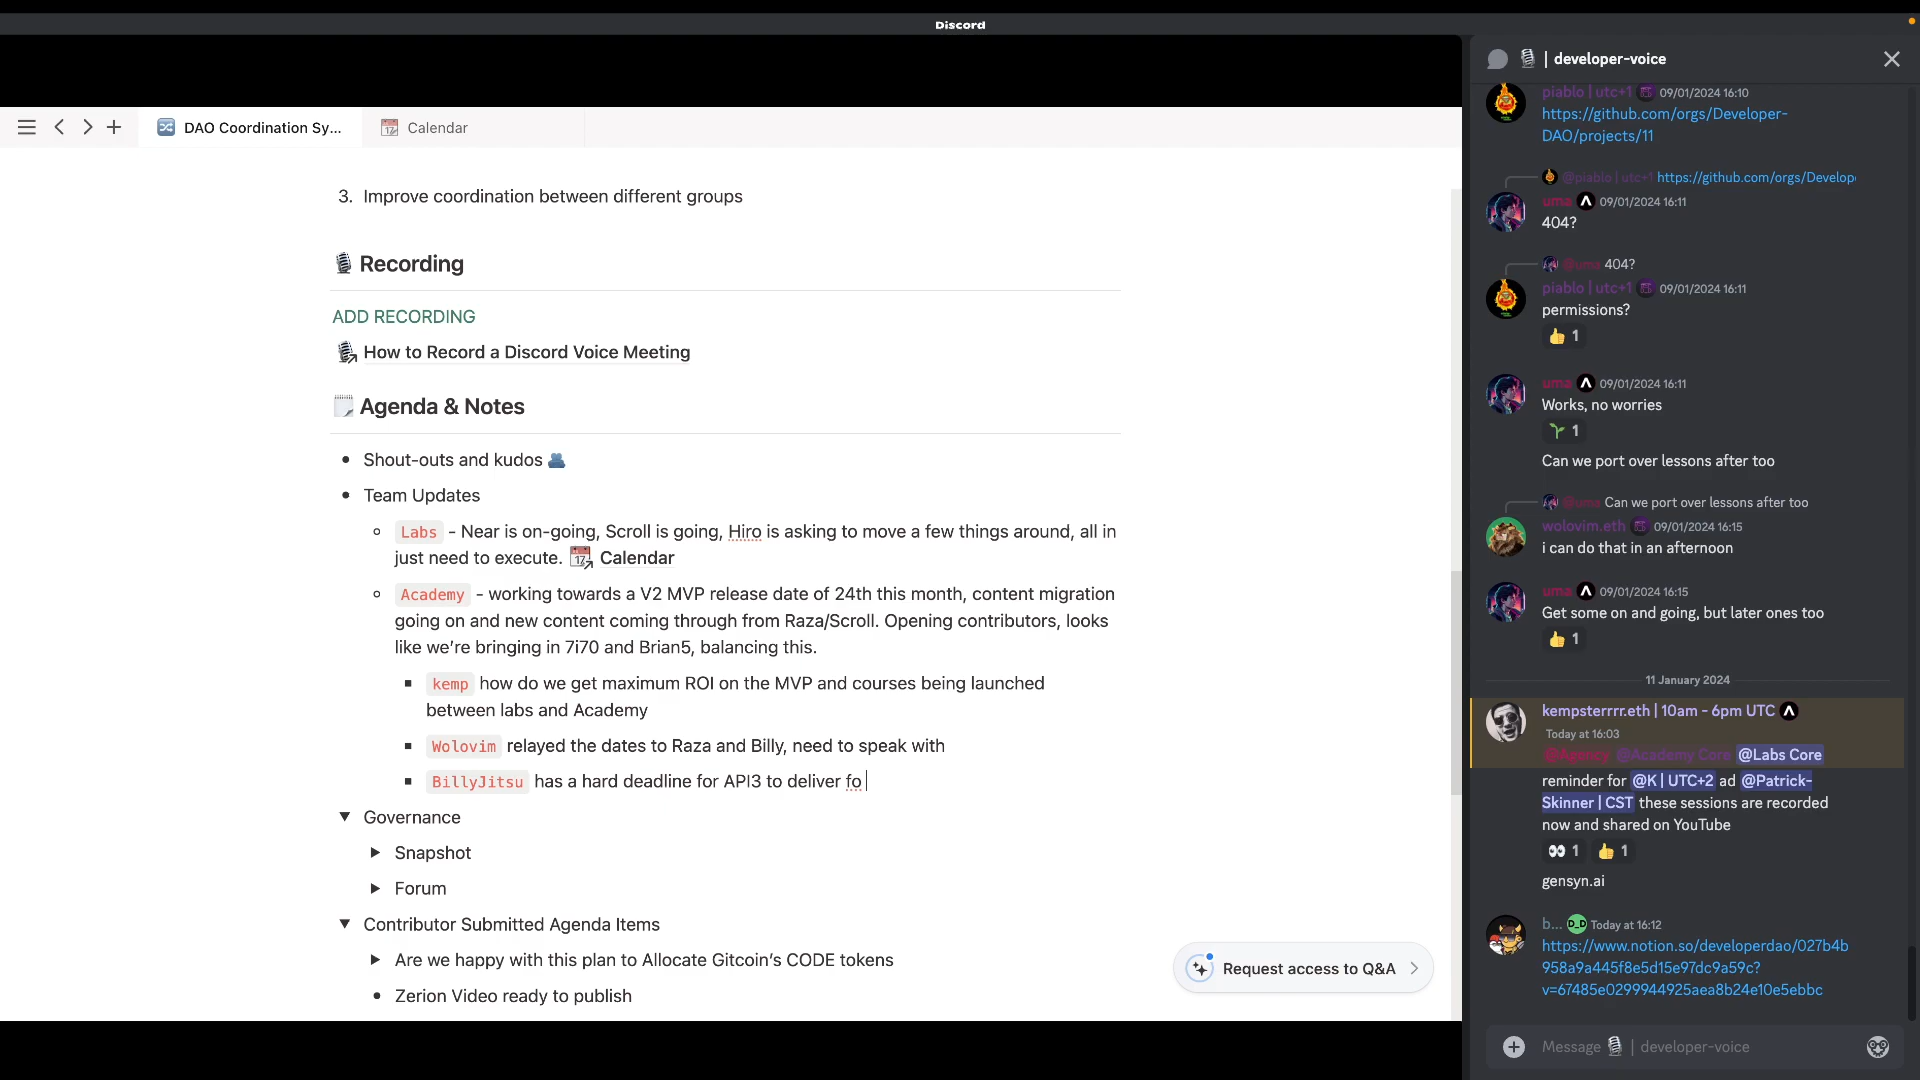 Discord
DAO Coordination Sy...
Calendar
3. Improve coordination between different groups
Recording
ADD RECORDING
How to Record a Discord Voice Meeting
Agenda & Notes
• Shout-outs and kudos
• Team Updates
Labs - Near is on-going, Scroll is going, Hiro is asking to move a few things around, all in
just need to execute. Calendar
Academy - working towards a V2 MVP release date of 24th this month, content migration
going on and new content coming through from Raza/Scroll. Opening contributors, looks
like we're bringing in 7i70 and Brian5, balancing this.
kemp how do we get maximum ROI on the MVP and courses being launched
between labs and Academy
Wolovim relayed the dates to Raza and Billy, need to speak with
BillyJitsu has a hard deadline for API3 to deliver fo
Governance
Snapshot
Forum
Contributor Submitted Agenda Items
Are we happy with this plan to Allocate Gitcoin's CODE tokens
• Zerion Video ready to publish
Request access to Q&A
| developer-voice
piablo | utc+1 09/01/2024 16:10
https://github.com/orgs/Developer-
DAO/projects/11
@piablo | utc+1 https://github.com/orgs/Develop
uma 09/01/2024 16:11
404?
@uma 404?
piablo | utc+1 09/01/2024 16:11
permissions?
1
uma 09/01/2024 16:11
Works, no worries
1
Can we port over lessons after too
@uma Can we port over lessons after too
wolovim.eth 09/01/2024 16:15
i can do that in an afternoon
uma 09/01/2024 16:15
Get some on and going, but later ones too
1
11 January 2024
kempsterrrr.eth | 10am - 6pm UTC
Today at 16:03
@Agency @Academy Core @Labs Core
reminder for @K | UTC+2 ad @Patrick-
Skinner | CST these sessions are recorded
now and shared on YouTube
1 1
gensyn.ai
b... D_D Today at 16:12
https://www.notion.so/developerdao/027b4b
958a9a445f8e5d15e97dc9a59c?
v=67485e0299944925aea8b24e10e5ebbc
Message | developer-voice